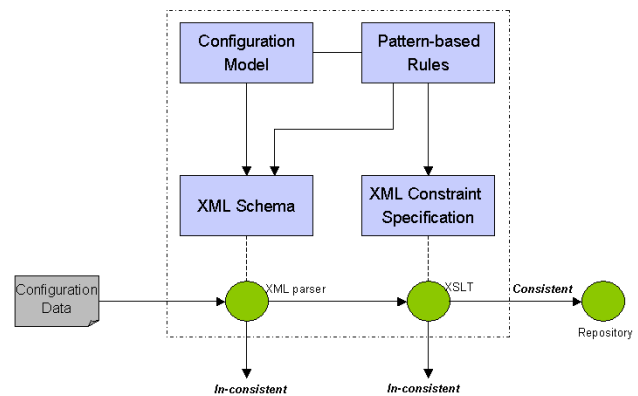 Configuration
Model
Pattern-based
Rules
XML Schema
XML Constraint
Specification
Configuration
Data
XML parser
XSLT
Consistent
Repository
In-consistent
In-consistent